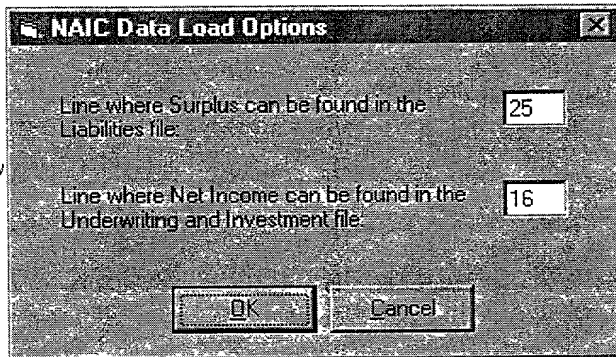 NAIC Data Load Options
Line where Surplus can be found in the
Liabilities file:
25
Line where Net Income can be found in the
Underwriting and Investment file:
16
OK
Cancel